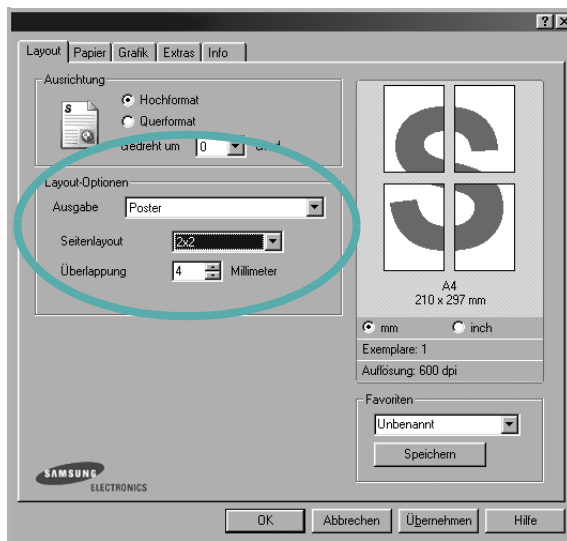 Layout Papier Grafik Extras Info
Ausrichtung
S
Hochformat
Querformat
Gedreht um 0
Layout-Optionen
Ausgabe Poster
Seitenlayout 2x2
Überlappung 4 Millimeter
S
A4
210 x 297 mm
mm inch
Exemplare: 1
Auflösung: 600 dpi
Favoriten
Unbenannt
Speichern
SAMSUNG
ELECTRONICS
OK Abbrechen Übernehmen Hilfe